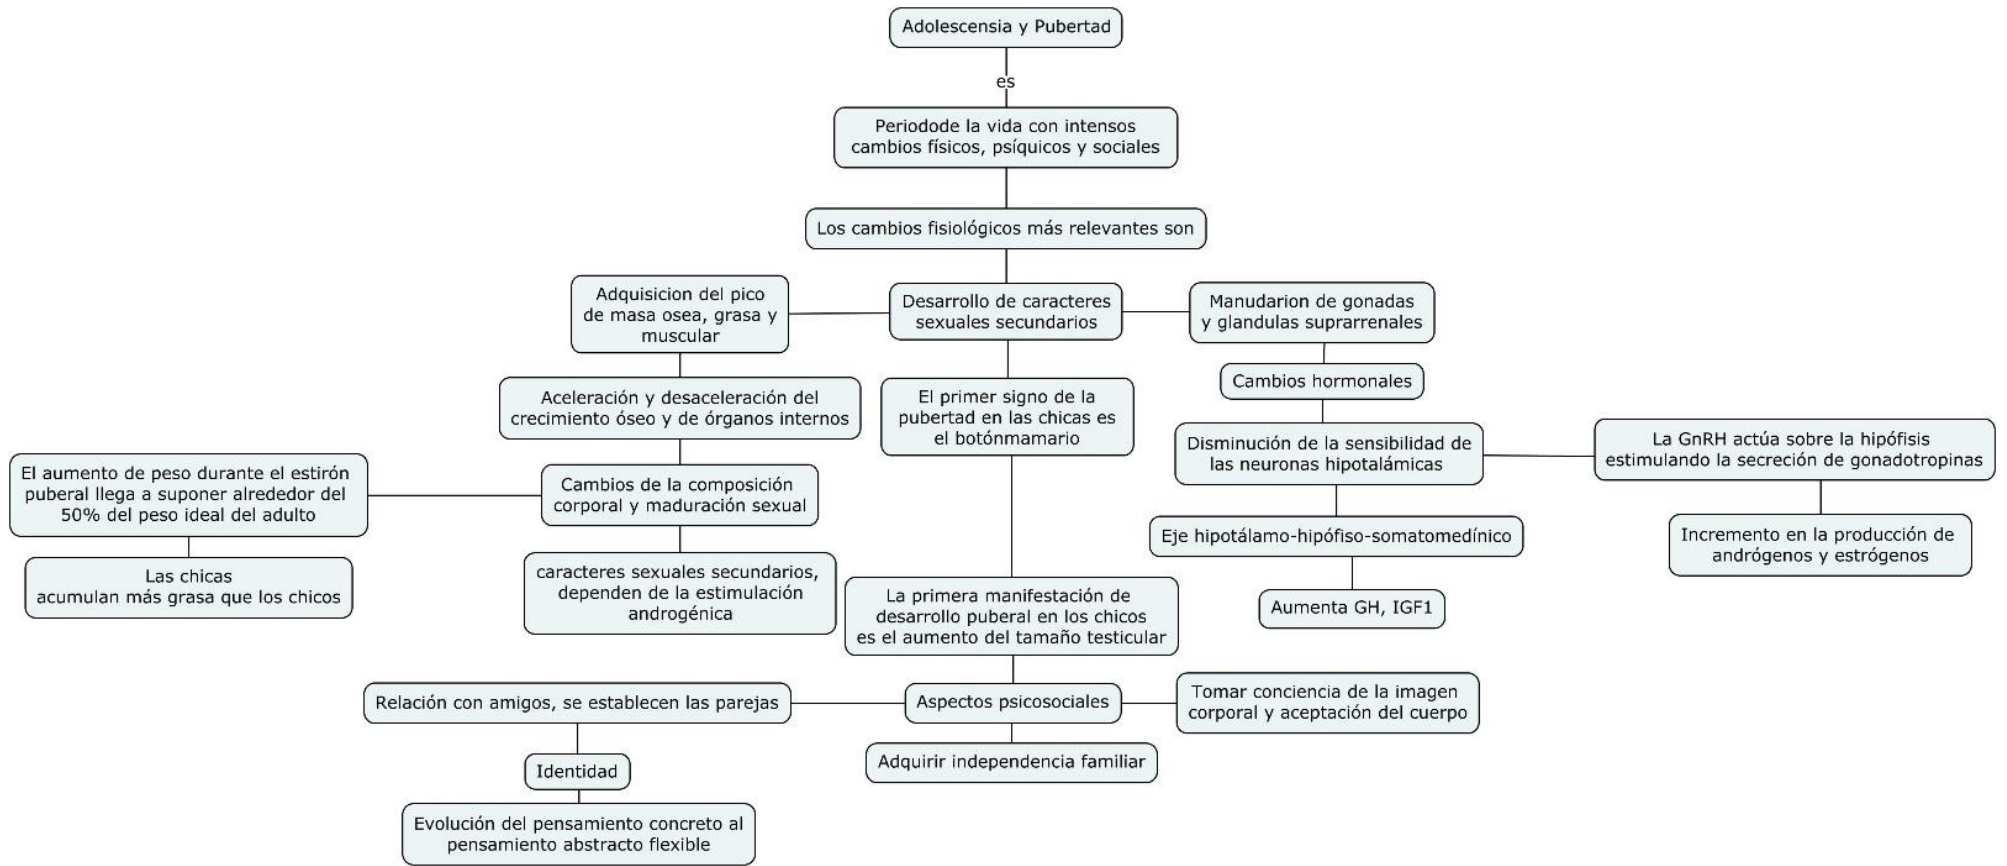 Adolescensia y Pubertad
es
Periodode la vida con intensos
cambios físicos, psíquicos y sociales
Los cambios fisiológicos más relevantes son
Adquisicion del pico
de masa osea, grasa y
muscular
Desarrollo de caracteres
sexuales secundarios
Manudarion de gonadas
y glandulas suprarrenales
Aceleración y desaceleración del
crecimiento óseo y de órganos internos
El primer signo de la
pubertad en las chicas es
el botónmamario
Cambios hormonales
Disminución de la sensibilidad de
las neuronas hipotalámicas
La GnRH actúa sobre la hipófisis
estimulando la secreción de gonadotropinas
El aumento de peso durante el estirón
puberal llega a suponer alrededor del
50% del peso ideal del adulto
Cambios de la composición
corporal y maduración sexual
Eje hipotálamo-hipófiso-somatomedínico
Incremento en la producción de
andrógenos y estrógenos
Las chicas
acumulan más grasa que los chicos
caracteres sexuales secundarios,
dependen de la estimulación
androgénica
La primera manifestación de
desarrollo puberal en los chicos
es el aumento del tamaño testicular
Aumenta GH, IGF1
Relación con amigos, se establecen las parejas
Aspectos psicosociales
Tomar conciencia de la imagen
corporal y aceptación del cuerpo
Identidad
Adquirir independencia familiar
Evolución del pensamiento concreto al
pensamiento abstracto flexible